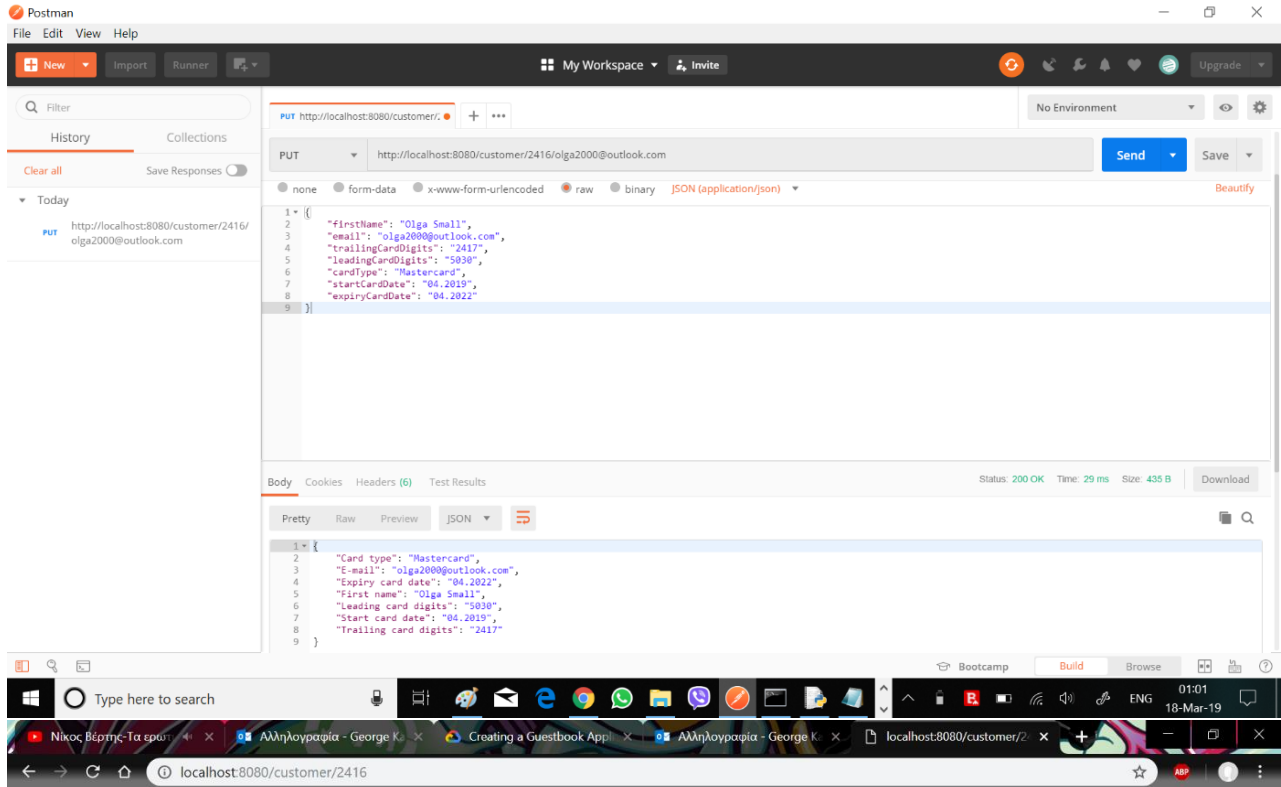 Postman
File Edit View Help
New Import Runner My Workspace Invite Upgrade
Filter
History Collections
Clear all Save Responses
Today
PUT http://localhost:8080/customer/2416/
olga2000@outlook.com
PUT http://localhost:8080/customer/2
No Environment
PUT http://localhost:8080/customer/2416/olga2000@outlook.com Send Save
none form-data x-www-form-urlencoded raw binary JSON (application/json) Beautify
1 {
2 "firstName": "Olga Small",
3 "email": "olga2000@outlook.com",
4 "trailingCardDigits": "2417",
5 "leadingCardDigits": "5030",
6 "cardType": "Mastercard",
7 "startCardDate": "04.2019",
8 "expiryCardDate": "04.2022"
9 }
Body Cookies Headers (6) Test Results Status: 200 OK Time: 29 ms Size: 435 B Download
Pretty Raw Preview JSON
1 {
2 "Card type": "Mastercard",
3 "E-mail": "olga2000@outlook.com",
4 "Expiry card date": "04.2022",
5 "First name": "Olga Small",
6 "Leading card digits": "5030",
7 "Start card date": "04.2019",
8 "Trailing card digits": "2417"
9 }
Bootcamp Build Browse
Type here to search ENG 01:01
18-Mar-19
Νίκος Βέρτης-Τα ερωτ Αλληλογραφία - George Ka Creating a Guestbook Appl Αλληλογραφία - George Ka localhost:8080/customer/2
localhost:8080/customer/2416 ABP